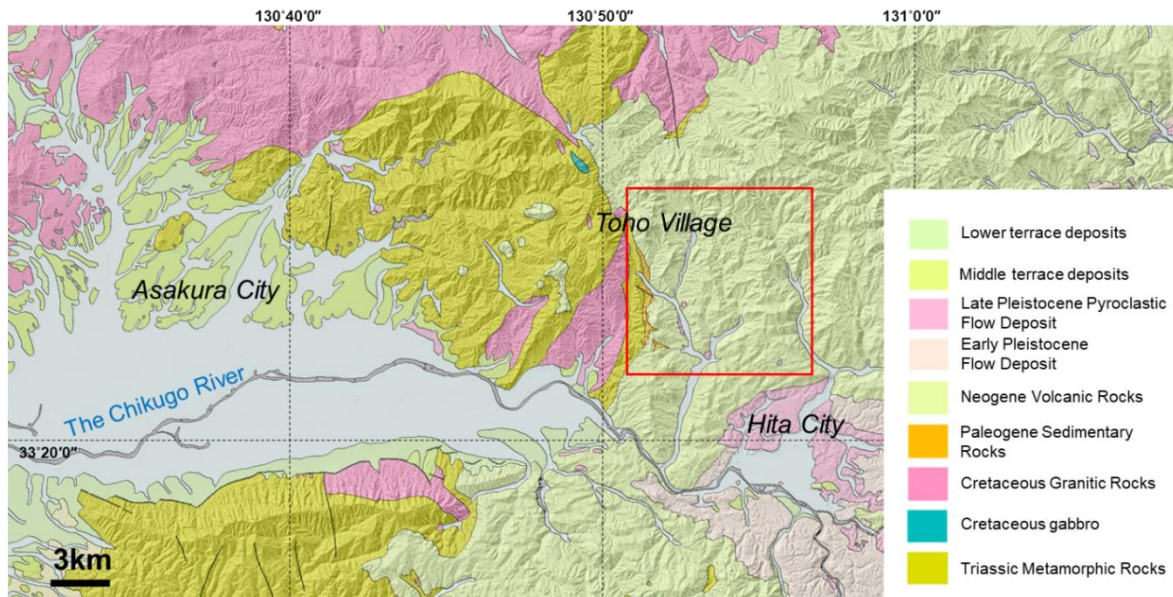 130°40′0″
130°50′0″
131°0′0″
Toho Village
Asakura City
The Chikugo River
Hita City
33°20′0″
3km
Lower terrace deposits
Middle terrace deposits
Late Pleistocene Pyroclastic
Flow Deposit
Early Pleistocene
Flow Deposit
Neogene Volcanic Rocks
Paleogene Sedimentary
Rocks
Cretaceous Granitic Rocks
Cretaceous gabbro
Triassic Metamorphic Rocks